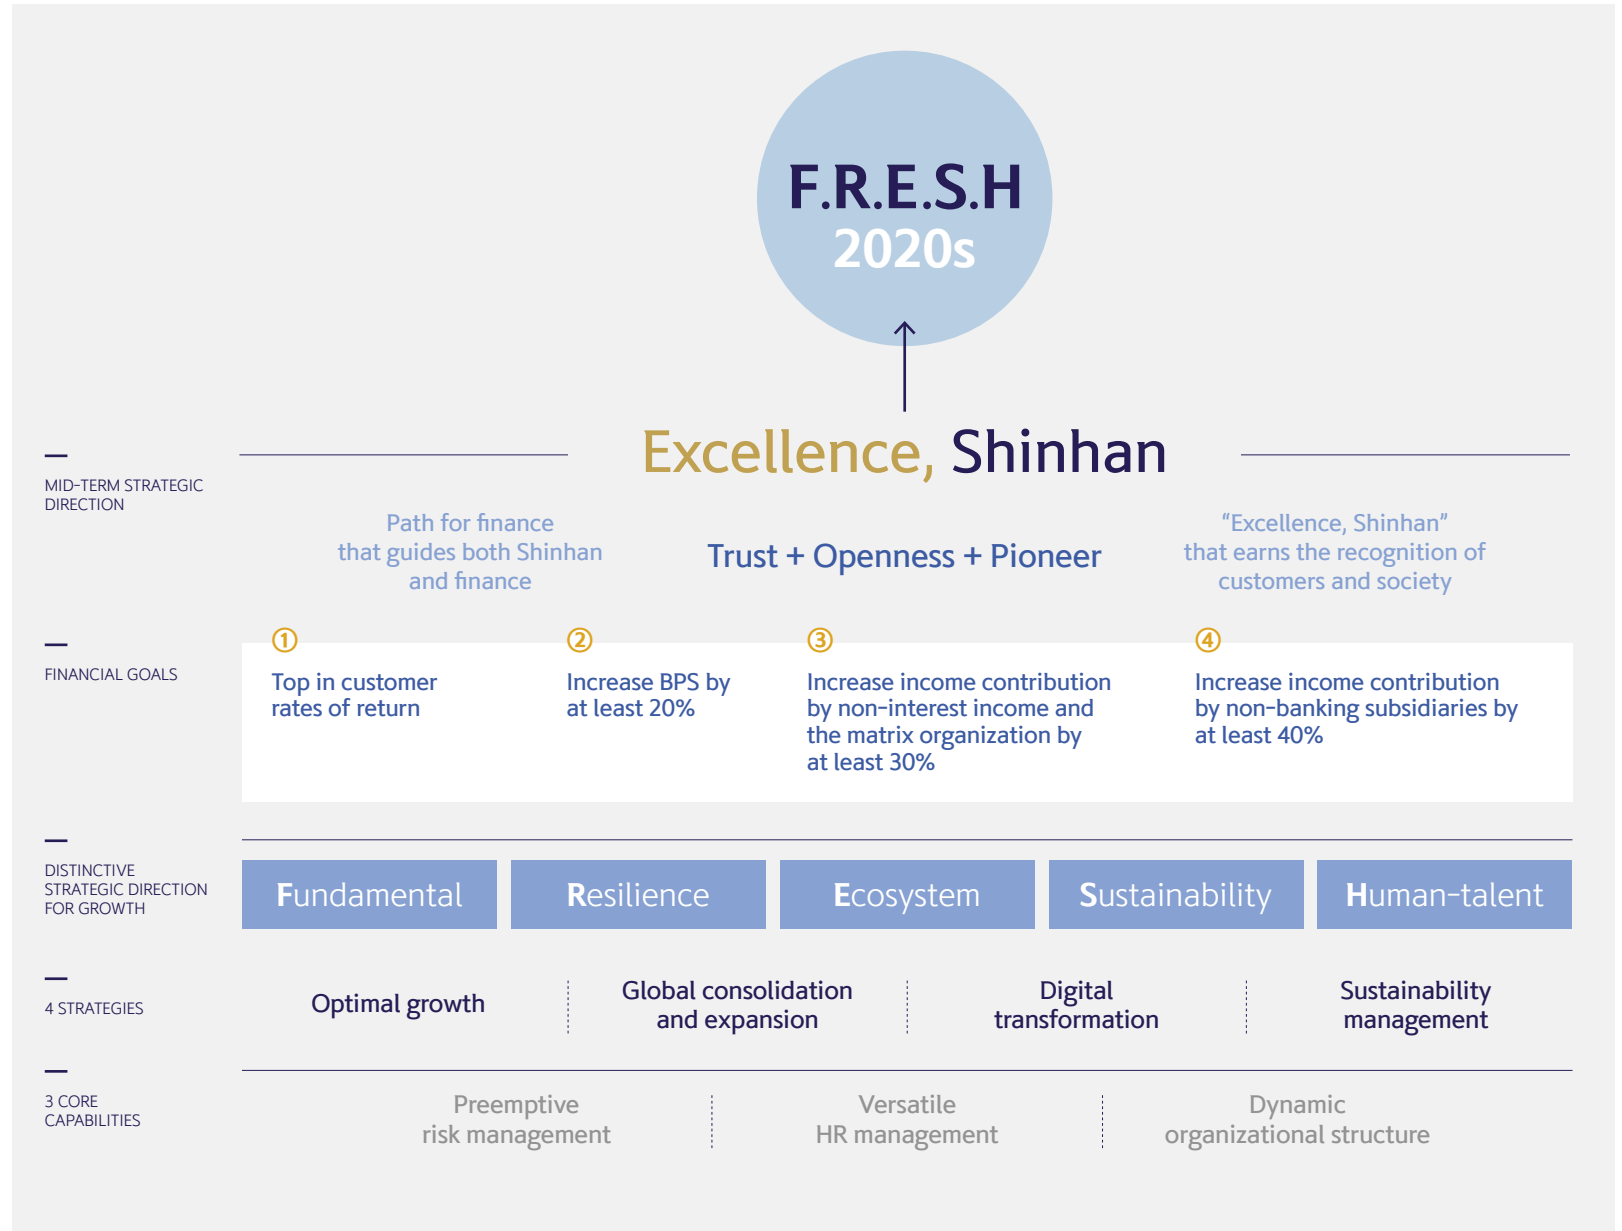 F.R.E.S.H
2020s
Excellence, Shinhan
MID-TERM STRATEGIC
DIRECTION
Path for finance
that guides both Shinhan
and finance
Trust + Openness + Pioneer
“Excellence, Shinhan”
that earns the recognition of
customers and society
FINANCIAL GOALS
①
Top in customer
rates of return
②
Increase BPS by
at least 20%
③
Increase income contribution
by non-interest income and
the matrix organization by
at least 30%
④
Increase income contribution
by non-banking subsidiaries by
at least 40%
DISTINCTIVE
STRATEGIC DIRECTION
FOR GROWTH
Fundamental
Resilience
Ecosystem
Sustainability
Human-talent
4 STRATEGIES
Optimal growth
Global consolidation
and expansion
Digital
transformation
Sustainability
management
3 CORE
CAPABILITIES
Preemptive
risk management
Versatile
HR management
Dynamic
organizational structure